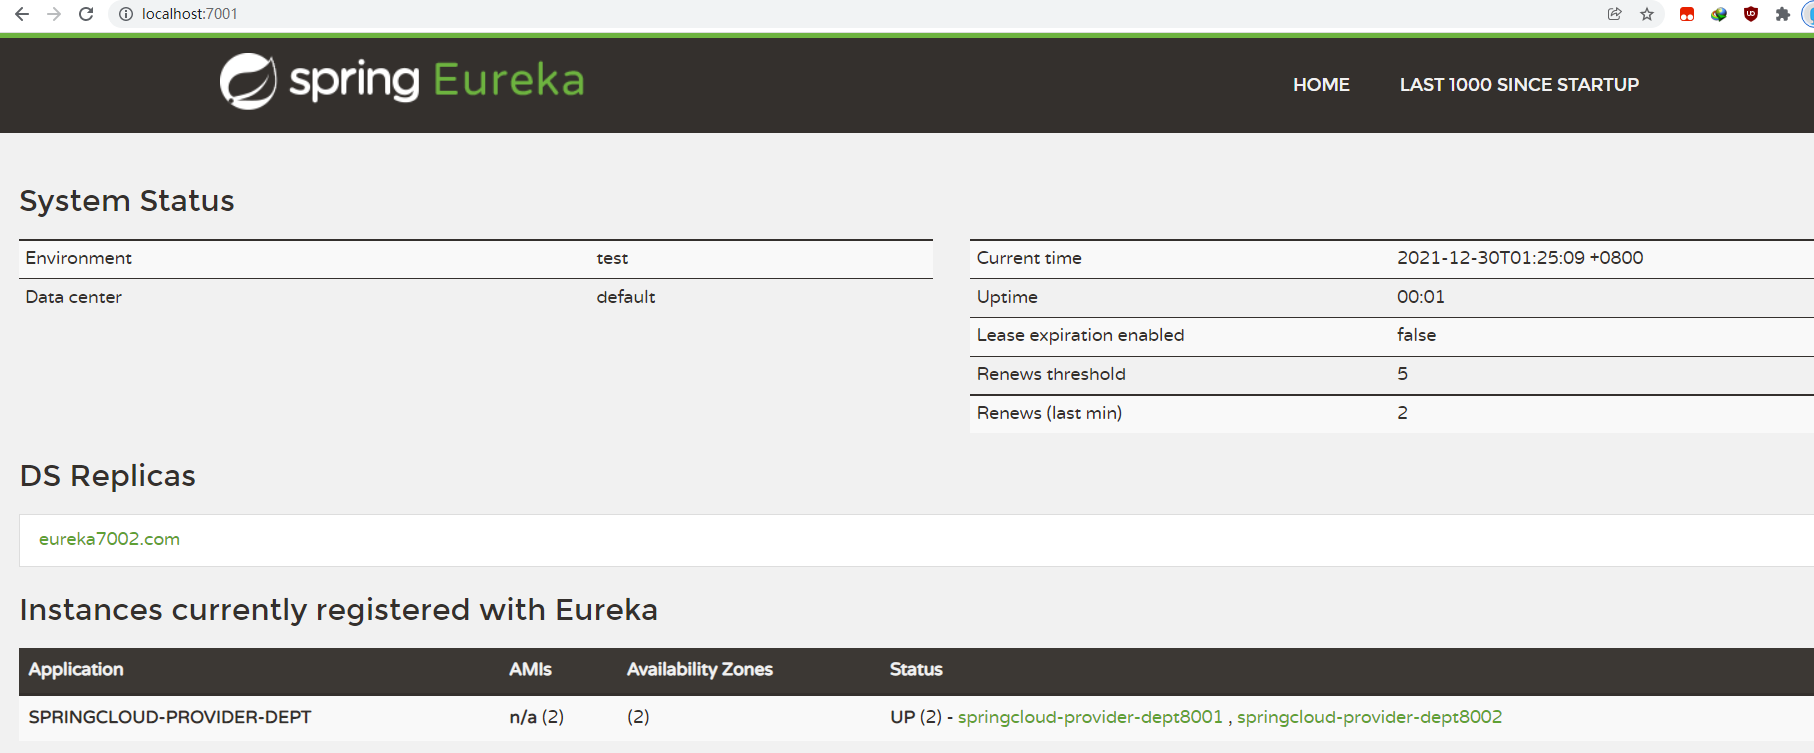 localhost:7001
spring Eureka
HOME LAST 1000 SINCE STARTUP
System Status
Environment test
Data center default
Current time 2021-12-30T01:25:09 +0800
Uptime 00:01
Lease expiration enabled false
Renews threshold 5
Renews (last min) 2
DS Replicas
eureka7002.com
Instances currently registered with Eureka
Application AMIs Availability Zones Status
SPRINGCLOUD-PROVIDER-DEPT n/a (2) (2) UP (2) - springcloud-provider-dept8001 , springcloud-provider-dept8002